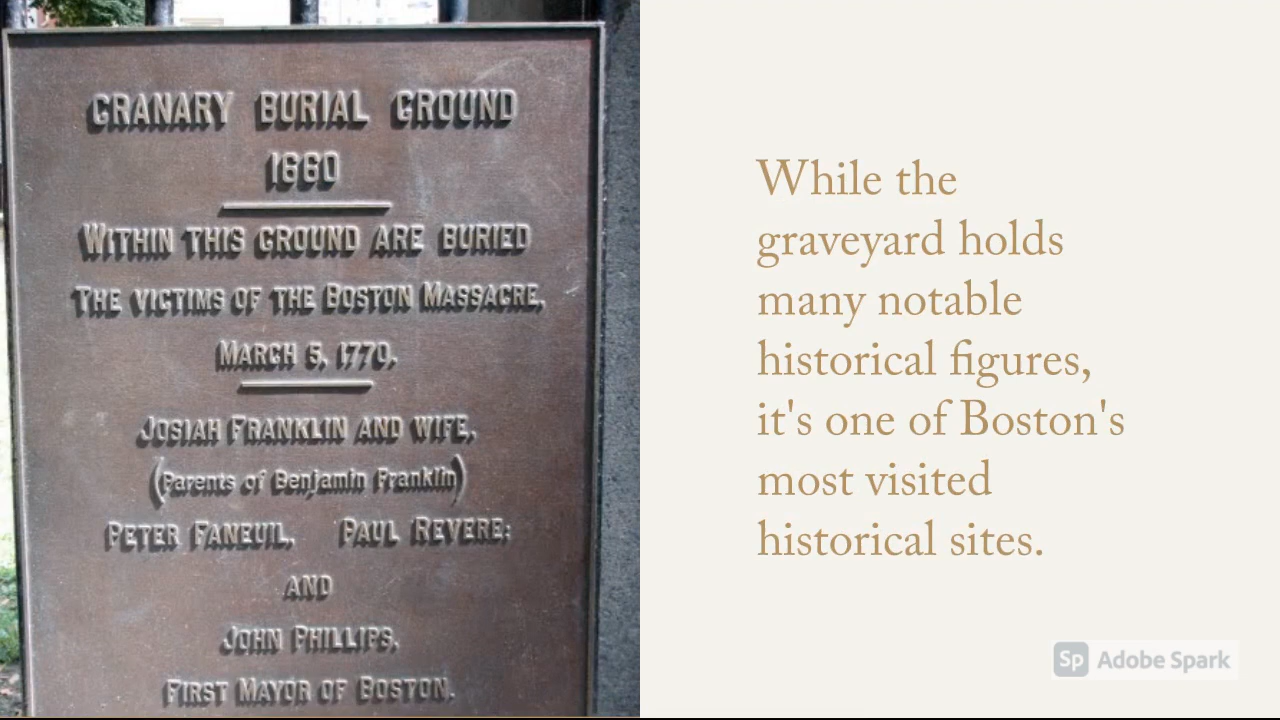 GRANARY BURIAL GROUND
1660
WITHIN THIS GROUND ARE BURIED
THE VICTIMS OF THE BOSTON MASSACRE,
MARCH 5, 1770.
JOSIAH FRANKLIN AND WIFE,
(Parents of Benjamin Franklin)
PETER FANEUIL, PAUL REVERE;
AND
JOHN PHILLIPS,
FIRST MAYOR OF BOSTON.
While the
graveyard holds
many notable
historical figures,
it's one of Boston's
most visited
historical sites.
Sp Adobe Spark